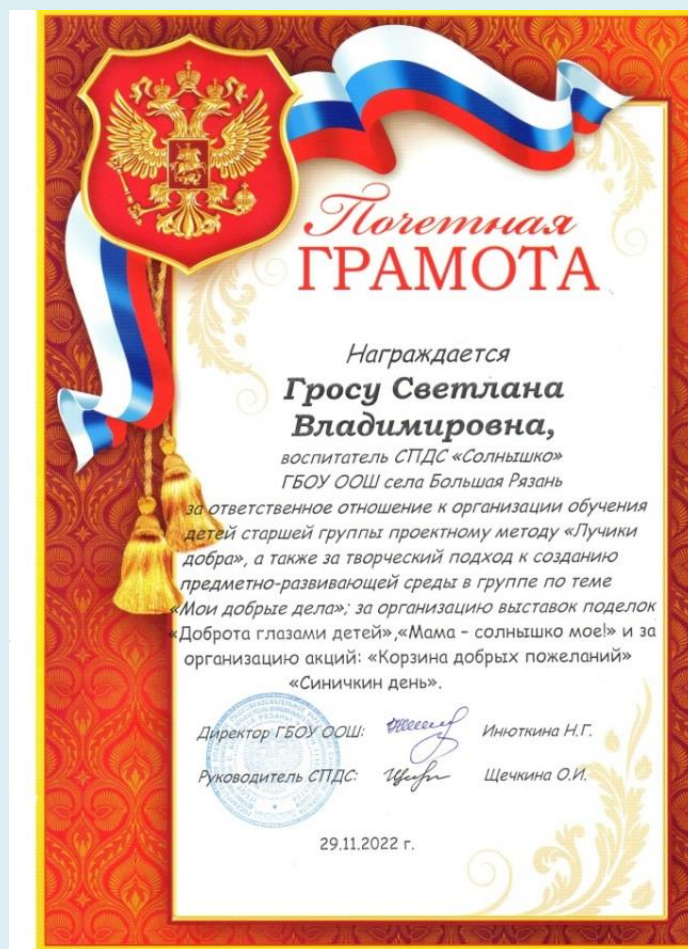 Почетная
ГРАМОТА
Награждается
Гросу Светлана
Владимировна,
воспитатель СПДС «Солнышко»
ГБОУ ООШ села Большая Рязань
за ответственное отношение к организации обучения
детей старшей группы проектному методу «Лучики
добра», а также за творческий подход к созданию
предметно-развивающей среды в группе по теме
«Мои добрые дела»; за организацию выставок поделок
«Доброта глазами детей»,«Мама – солнышко мое!» и за
организацию акций: «Корзина добрых пожеланий»
«Синичкин день».
Директор ГБОУ ООШ: Инюткина Н.Г.
Руководитель СПДС: Щечкина О.И.
29.11.2022 г.